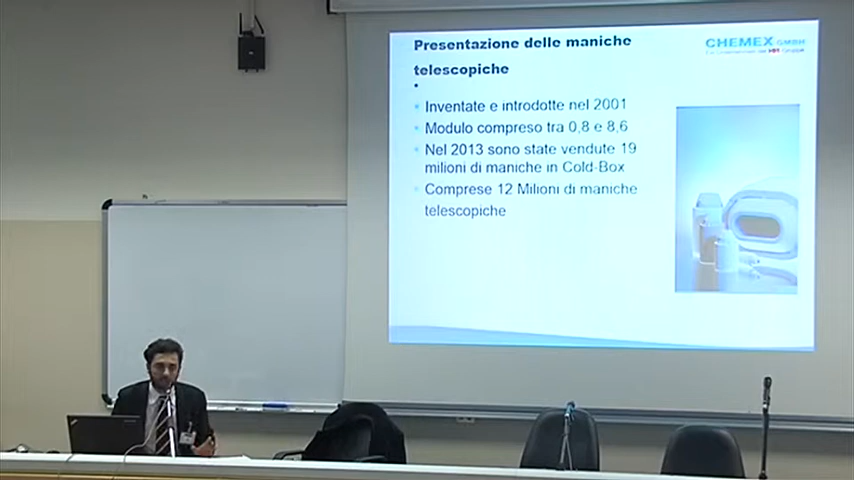 Presentazione delle maniche
telescopiche
CHEMEX GMBH
Inventate e introdotte nel 2001
Modulo compreso tra 0,8 e 8,6
Nel 2013 sono state vendute 19
milioni di maniche in Cold-Box
Comprese 12 Milioni di maniche
telescopiche